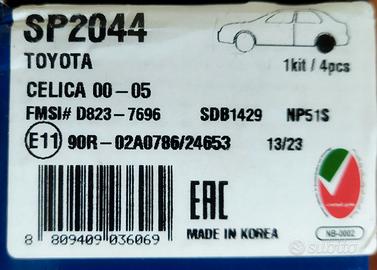 SP2044
TOYOTA
1kit / 4pcs
CELICA 00-05
FMSI# D823-7696 SDB1429 NP51S
E11 90R-02A0786/24653 13/23
EAC
8 809409 036069
MADE IN KOREA
NB-0002
subito